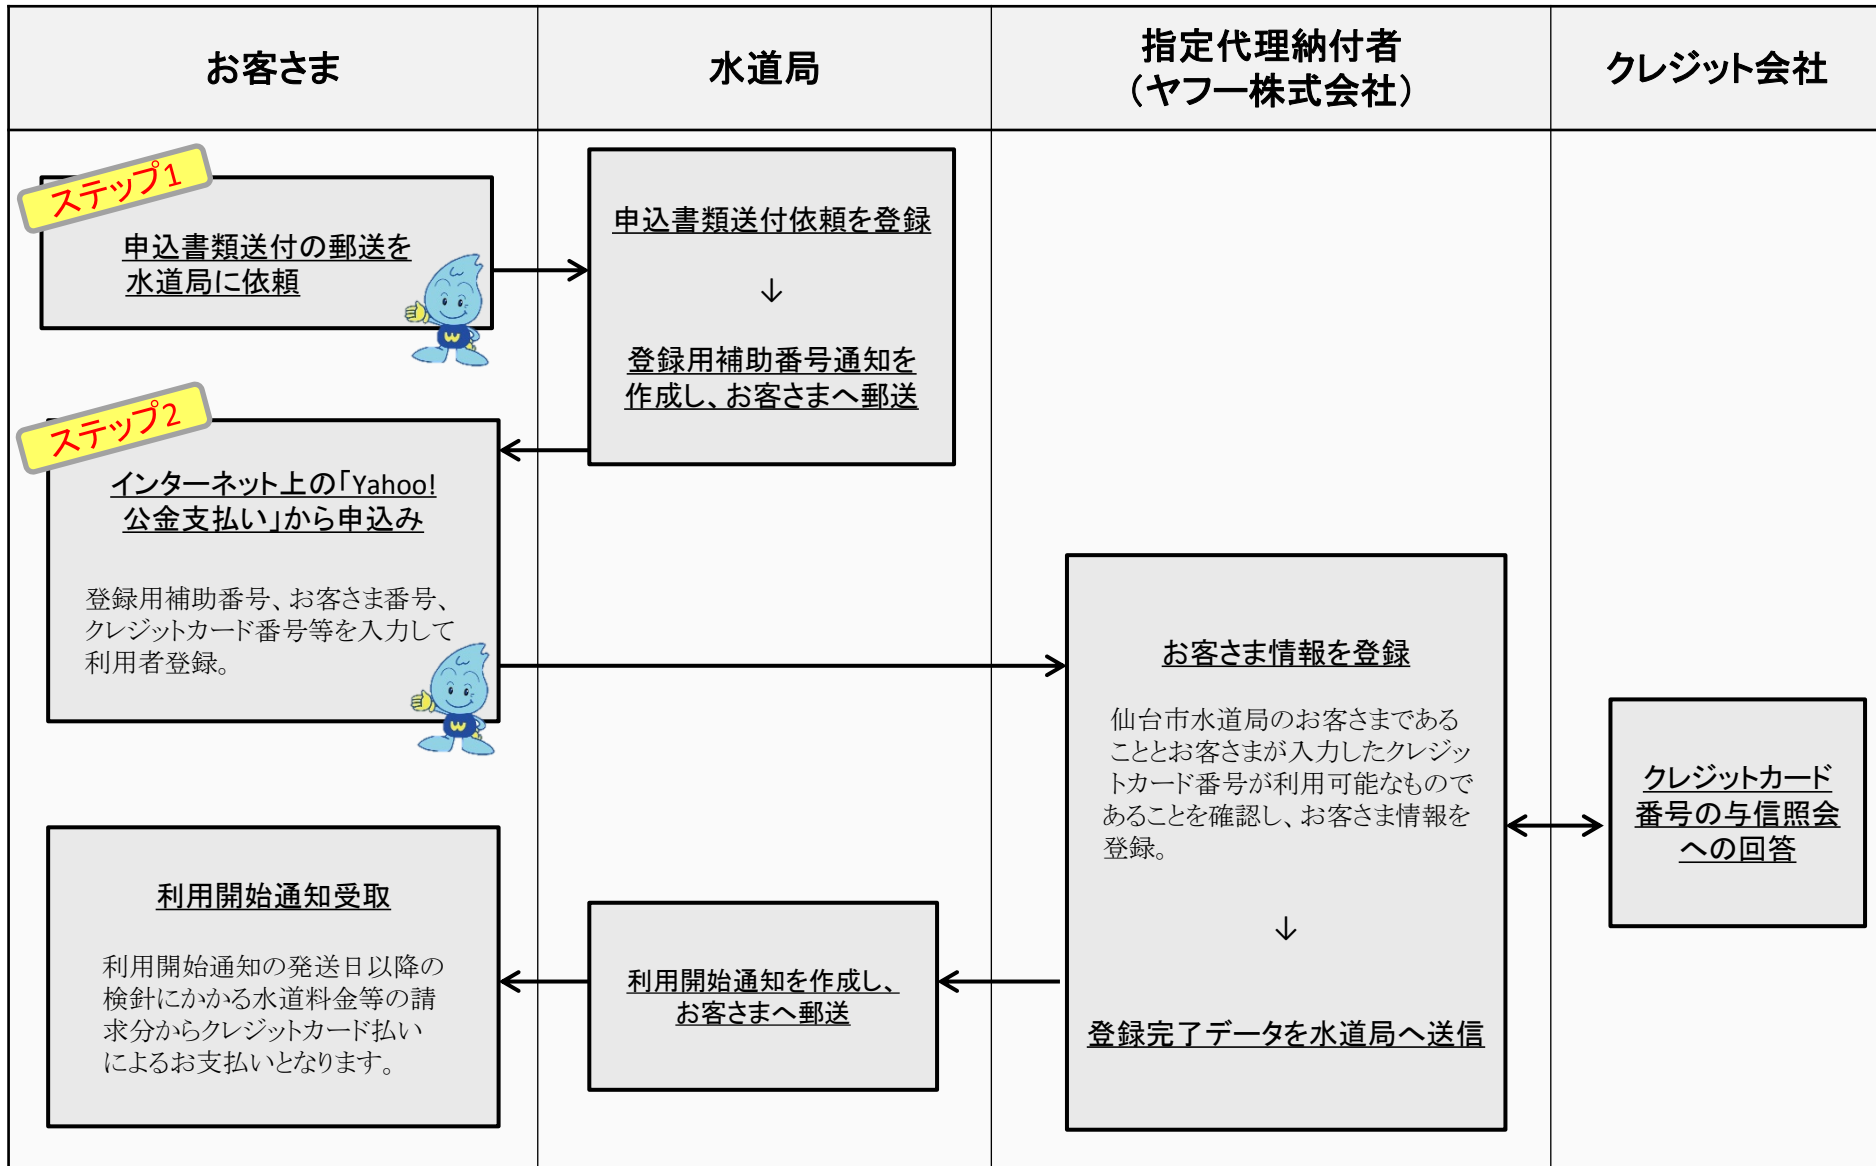 お客さま
水道局
指定代理納付者
（ヤフー株式会社）
クレジット会社
ステップ1
申込書類送付の郵送を
水道局に依頼
申込書類送付依頼を登録
↓
登録用補助番号通知を
作成し、お客さまへ郵送
ステップ2
インターネット上の「Yahoo!
公金支払い」から申込み
登録用補助番号、お客さま番号、
クレジットカード番号等を入力して
利用者登録。
お客さま情報を登録
仙台市水道局のお客さまである
こととお客さまが入力したクレジッ
トカード番号が利用可能なもので
あることを確認し、お客さま情報を
登録。
↓
登録完了データを水道局へ送信
クレジットカード
番号の与信照会
への回答
利用開始通知を作成し、
お客さまへ郵送
利用開始通知受取
利用開始通知の発送日以降の
検針にかかる水道料金等の請
求分からクレジットカード払い
によるお支払いとなります。
W
W